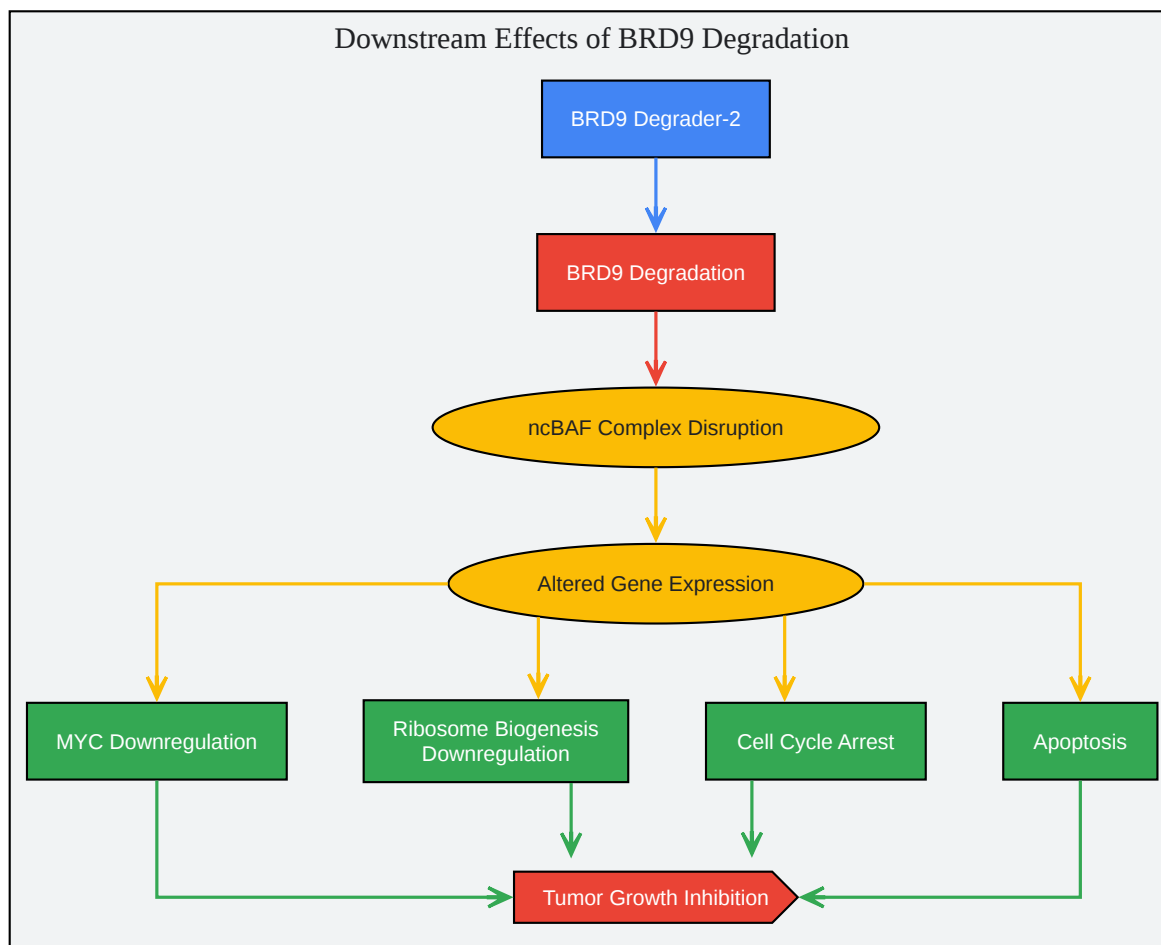 Downstream Effects of BRD9 Degradation
BRD9 Degrader-2
BRD9 Degradation
ncBAF Complex Disruption
Altered Gene Expression
MYC Downregulation
Ribosome Biogenesis
Downregulation
Cell Cycle Arrest
Apoptosis
Tumor Growth Inhibition